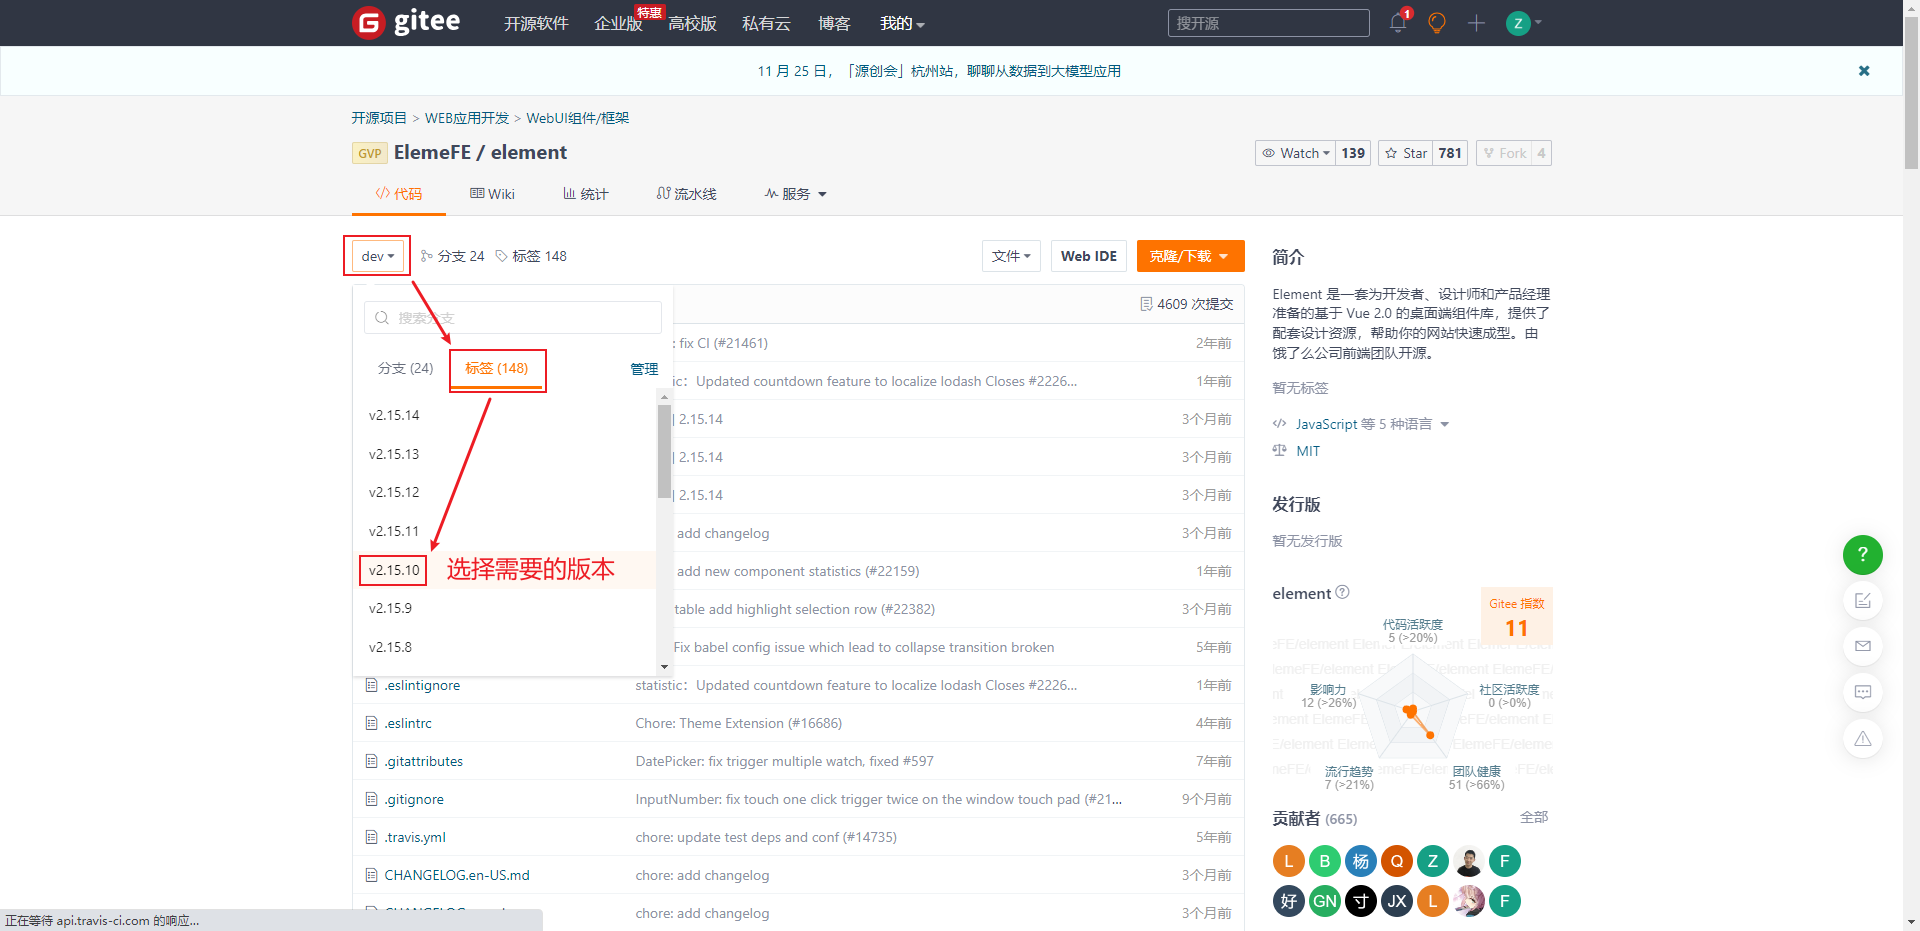 gitee 开源软件 企业版 特惠 高校版 私有云 博客 我的 搜开源 1 Z
11 月 25 日，「源创会」杭州站，聊聊从数据到大模型应用
开源项目 > WEB应用开发 > WebUI组件/框架
GVP ElemeFE / element
Watch 139 Star 781 Fork 4
代码 Wiki 统计 流水线 服务
dev 分支 24 标签 148 文件 Web IDE 克隆/下载
搜索分支
分支 (24) 标签 (148) 管理
v2.15.14
v2.15.13
v2.15.12
v2.15.11
v2.15.10 选择需要的版本
v2.15.9
v2.15.8
4609 次提交
: fix CI (#21461) 2年前
tic：Updated countdown feature to localize lodash Closes #2226... 1年前
2.15.14 3个月前
2.15.14 3个月前
2.15.14 3个月前
add changelog 3个月前
add new component statistics (#22159) 1年前
table add highlight selection row (#22382) 3个月前
Fix babel config issue which lead to collapse transition broken 5年前
.eslintignore statistic：Updated countdown feature to localize lodash Closes #2226... 1年前
.eslintrc Chore: Theme Extension (#16686) 4年前
.gitattributes DatePicker: fix trigger multiple watch, fixed #597 7年前
.gitignore InputNumber: fix touch one click trigger twice on the window touch pad (#21... 9个月前
.travis.yml chore: update test deps and conf (#14735) 5年前
CHANGELOG.en-US.md chore: add changelog 3个月前
chore: add changelog 3个月前
简介
Element 是一套为开发者、设计师和产品经理
准备的基于 Vue 2.0 的桌面端组件库，提供了
配套设计资源，帮助你的网站快速成型。由
饿了么公司前端团队开源。
暂无标签
JavaScript 等 5 种语言
MIT
发行版
暂无发行版
element
Gitee 指数
11
代码活跃度
5 (>20%)
影响力
12 (>26%)
社区活跃度
0 (>0%)
流行趋势
7 (>21%)
团队健康
51 (>66%)
贡献者 (665) 全部
L B 杨 Q Z F
好 GN 寸 JX L F
?
正在等待 api.travis-ci.com 的响应...